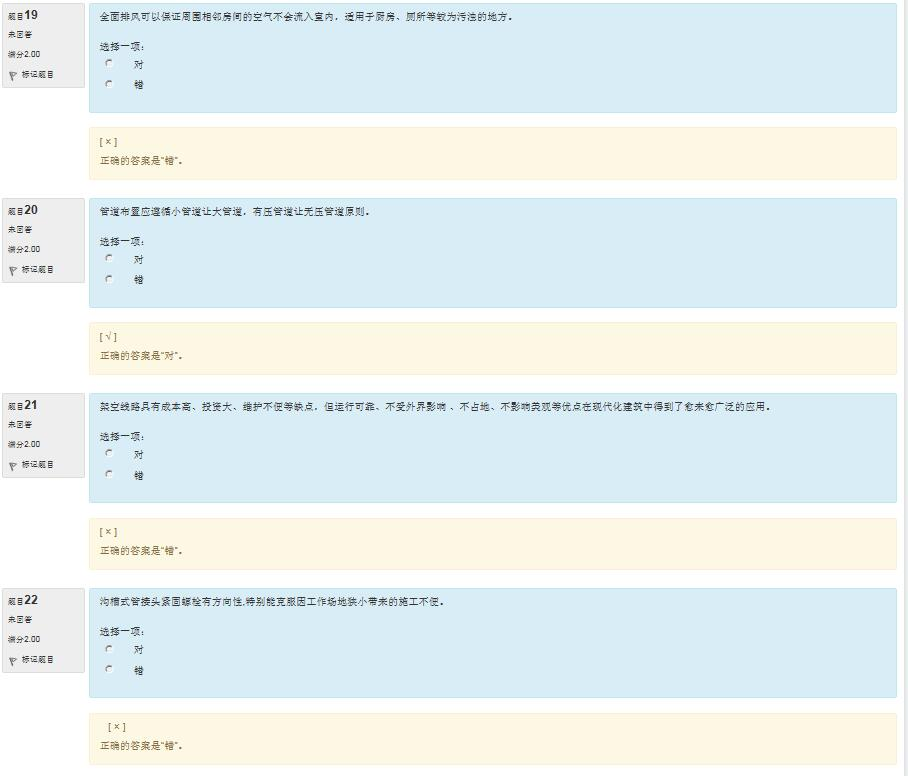 题目19
未回答
满分2.00
标记题目
全面排风可以保证周围相邻房间的空气不会流入室内，适用于厨房、厕所等较为污浊的地方。
选择一项：
对
错
[ × ]
正确的答案是“错”。
题目20
未回答
满分2.00
标记题目
管道布置应遵循小管道让大管道，有压管道让无压管道原则。
选择一项：
对
错
[ √ ]
正确的答案是“对”。
题目21
未回答
满分2.00
标记题目
架空线路具有成本高、投资大、维护不便等缺点，但运行可靠、不受外界影响 、不占地、不影响美观等优点在现代化建筑中得到了愈来愈广泛的应用。
选择一项：
对
错
[ × ]
正确的答案是“错”。
题目22
未回答
满分2.00
标记题目
沟槽式管接头紧固螺栓有方向性,特别能克服因工作场地狭小带来的施工不便。
选择一项：
对
错
[ × ]
正确的答案是“错”。